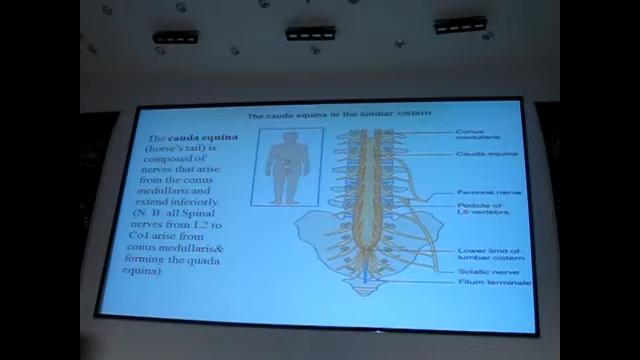 The cauda equina in the lumbar cistern
The cauda equina
(horse's tail) is
composed of
nerves that arise
from the conus
medullaris and
extend inferiorly.
(N. B. all Spinal
nerves from L2 to
Co1 arise from
conus medullaris&
forming the quada
equina)
Conus
medullaris
Cauda equina
Femoral nerve
Pedicle of
L5 vertebra
Lower limit of
lumbar cistern
Sciatic nerve
Filum terminale